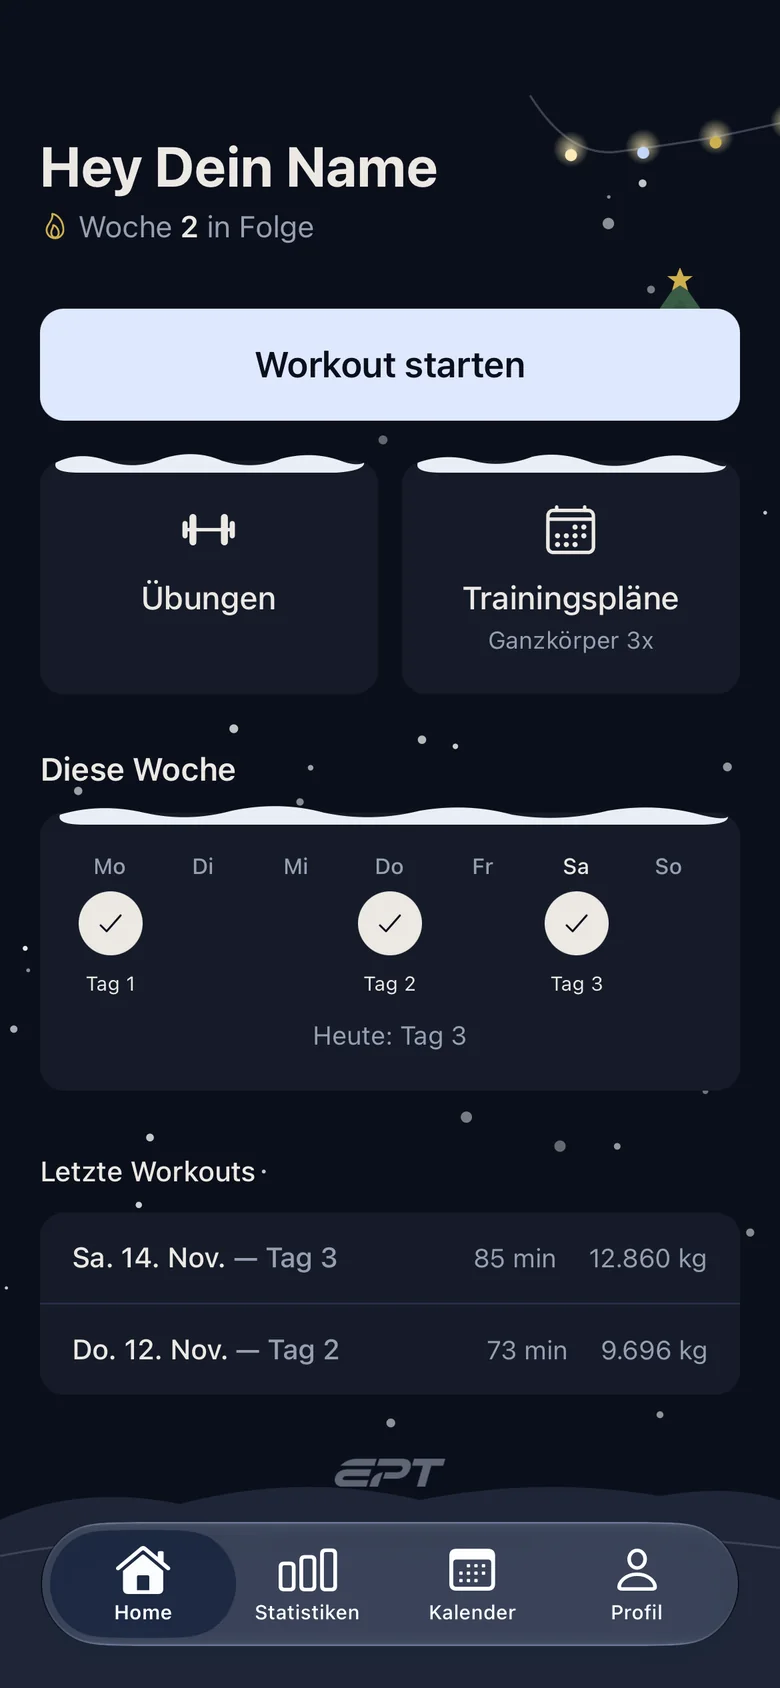 Hey Dein Name
Woche 2 in Folge
Workout starten
Übungen
Trainingspläne
Ganzkörper 3x
Diese Woche
Mo Di Mi Do Fr Sa So
Tag 1 Tag 2 Tag 3
Heute: Tag 3
Letzte Workouts
Sa. 14. Nov. — Tag 3 85 min 12.860 kg
Do. 12. Nov. — Tag 2 73 min 9.696 kg
EPT
Home Statistiken Kalender Profil